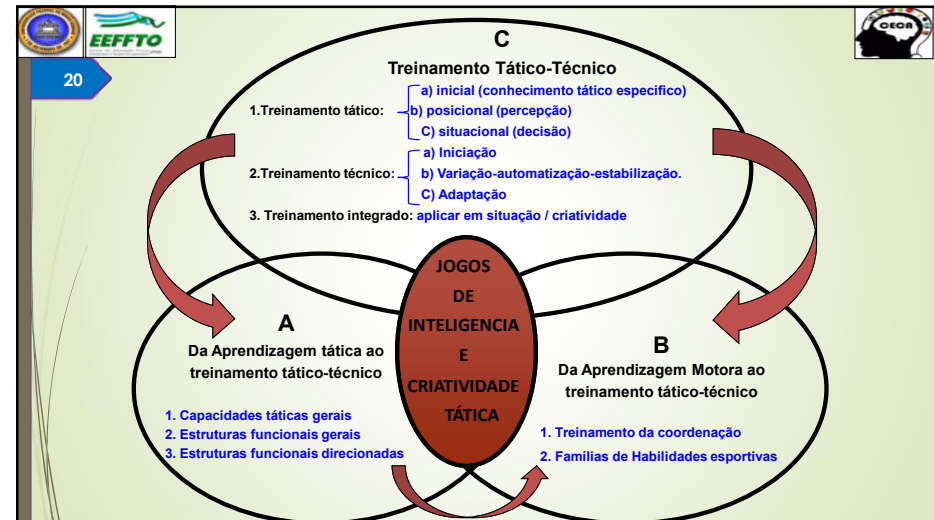 EEFFTO
CECA
20
C
Treinamento Tático-Técnico
a) inicial (conhecimento tático especifico)
1.Treinamento tático: b) posicional (percepção)
C) situacional (decisão)
a) Iniciação
2.Treinamento técnico: b) Variação-automatização-estabilização.
C) Adaptação
3. Treinamento integrado: aplicar em situação / criatividade
JOGOS
DE
INTELIGENCIA
E
CRIATIVIDADE
TÁTICA
A
Da Aprendizagem tática ao
treinamento tático-técnico
1. Capacidades táticas gerais
2. Estruturas funcionais gerais
3. Estruturas funcionais direcionadas
B
Da Aprendizagem Motora ao
treinamento tático-técnico
1. Treinamento da coordenação
2. Famílias de Habilidades esportivas